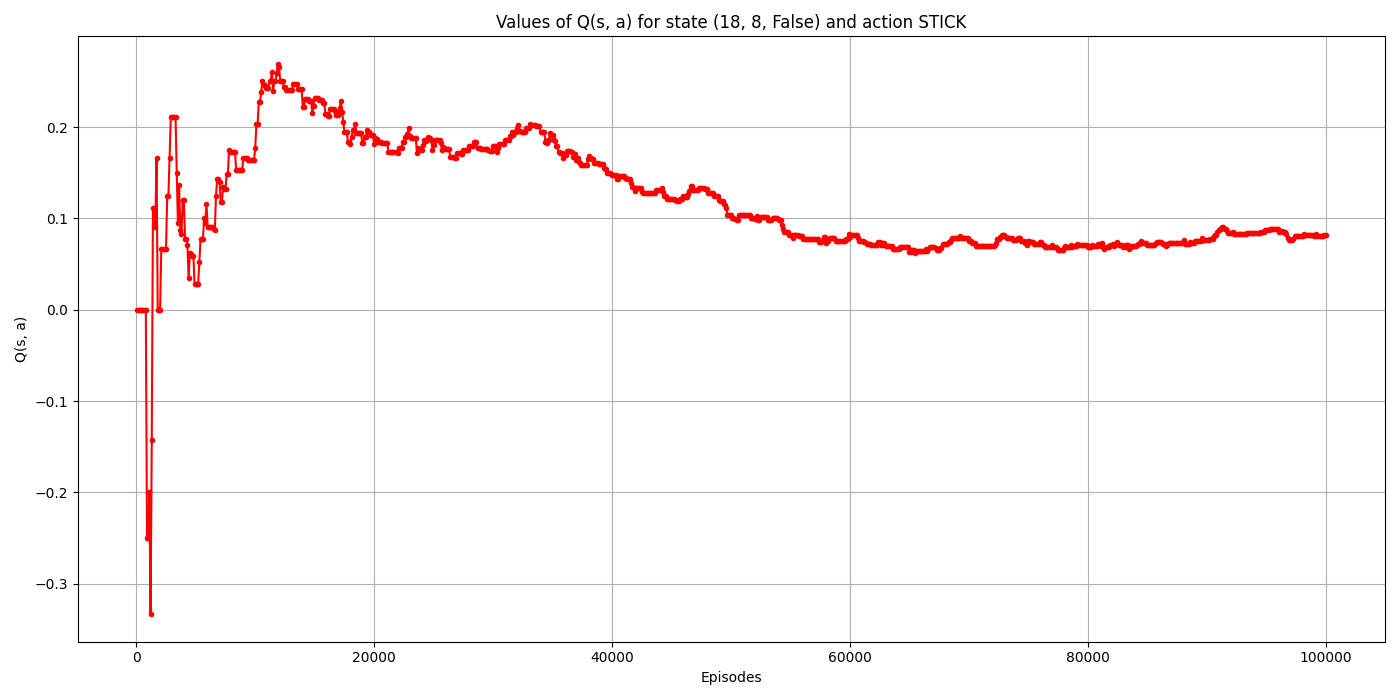 Values of Q(s, a) for state (18, 8, False) and action STICK
0.2
0.1
0.0
−0.1
−0.2
−0.3
Q(s, a)
0 20000 40000 60000 80000 100000
Episodes